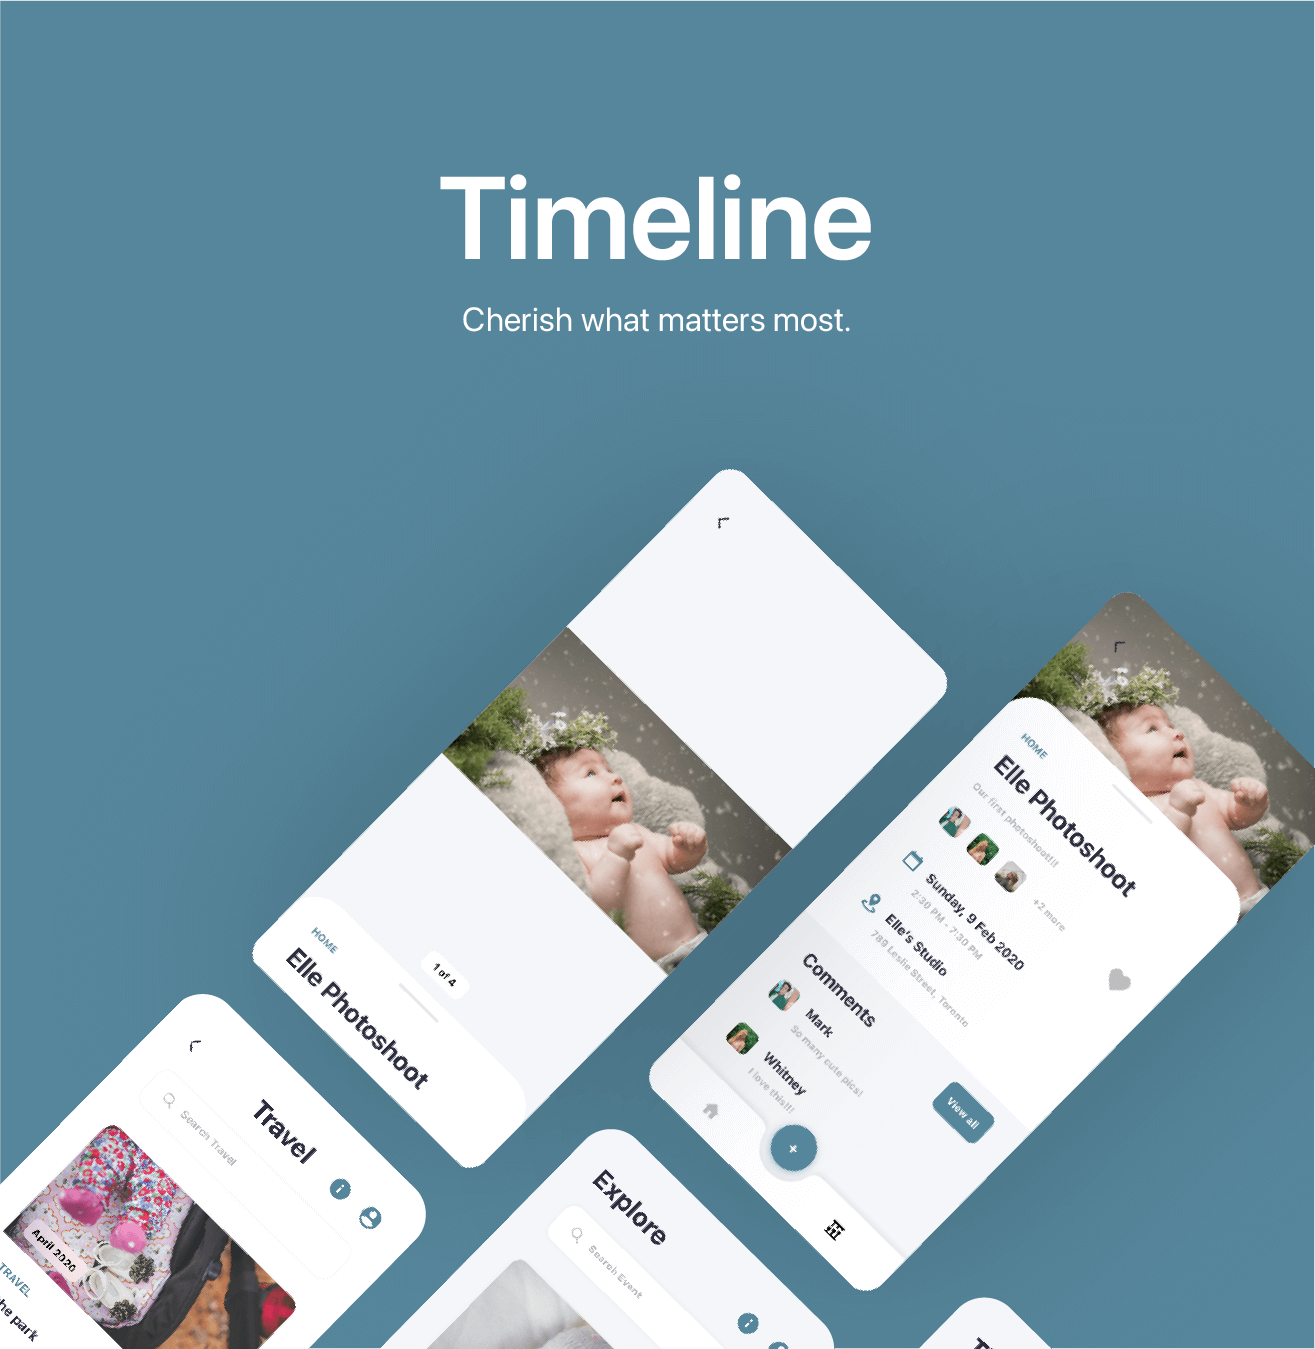 Timeline
Cherish what matters most.
HOME
Elle Photoshoot
1 of 4
HOME
Elle Photoshoot
Our first photoshoot!!!
+2 more
Sunday, 9 Feb 2020
2:30 PM - 7:30 PM
Elle's Studio
789 Leslie Street, Toronto
Comments
Mark
So many cute pics!
Whitney
I love this!!!
View all
Travel
Search Travel
April 2020
TRAVEL
he park
Explore
Search Event